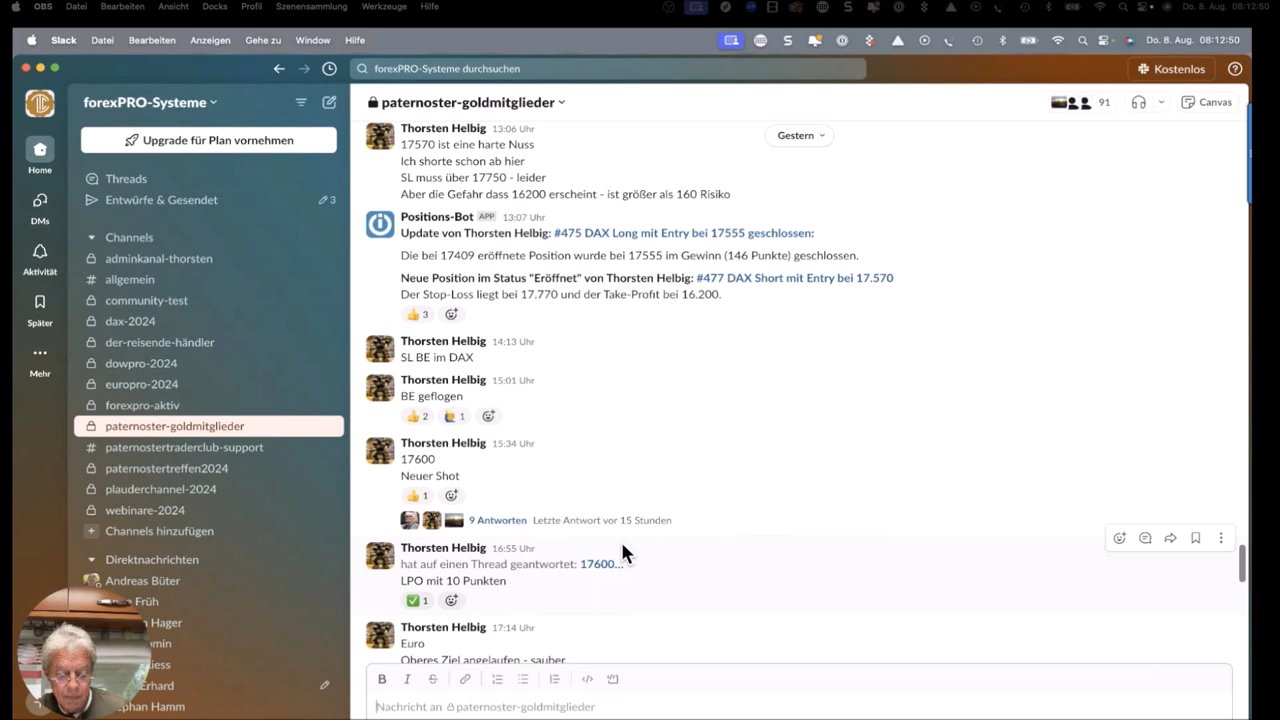 OBS Datei Bearbeiten Ansicht Docks Profil Szenensammlung Werkzeuge Hilfe
Do. 8. Aug. 08:12:50
Slack Datei Bearbeiten Anzeigen Gehe zu Window Hilfe
Do. 8. Aug. 08:12:50
forexPRO-Systeme durchsuchen
Kostenlos
forexPRO-Systeme
Upgrade für Plan vornehmen
Home
DMs
Aktivität
Später
Mehr
Threads
Entwürfe & Gesendet 3
Channels
adminkanal-thorsten
# allgemein
community-test
dax-2024
der-reisende-händler
dowpro-2024
europro-2024
forexpro-aktiv
paternoster-goldmitglieder
# paternostertraderclub-support
paternostertreffen2024
plauderchannel-2024
webinare-2024
+ Channels hinzufügen
Direktnachrichten
Andreas Büter
Früh
Hager
Erhard
phan Hamm
paternoster-goldmitglieder
91
Canvas
Gestern
Thorsten Helbig 13:06 Uhr
17570 ist eine harte Nuss
Ich shorte schon ab hier
SL muss über 17750 - leider
Aber die Gefahr dass 16200 erscheint - ist größer als 160 Risiko
Positions-Bot APP 13:07 Uhr
Update von Thorsten Helbig: #475 DAX Long mit Entry bei 17555 geschlossen:
Die bei 17409 eröffnete Position wurde bei 17555 im Gewinn (146 Punkte) geschlossen.
Neue Position im Status "Eröffnet" von Thorsten Helbig: #477 DAX Short mit Entry bei 17.570
Der Stop-Loss liegt bei 17.770 und der Take-Profit bei 16.200.
3
Thorsten Helbig 14:13 Uhr
SL BE im DAX
Thorsten Helbig 15:01 Uhr
BE geflogen
2 1
Thorsten Helbig 15:34 Uhr
17600
Neuer Shot
1
9 Antworten Letzte Antwort vor 15 Stunden
Thorsten Helbig 16:55 Uhr
hat auf einen Thread geantwortet: 17600...
LPO mit 10 Punkten
1
Thorsten Helbig 17:14 Uhr
Euro
Oberes Ziel angelaufen - sauber
B I S
Nachricht an paternoster-goldmitglieder